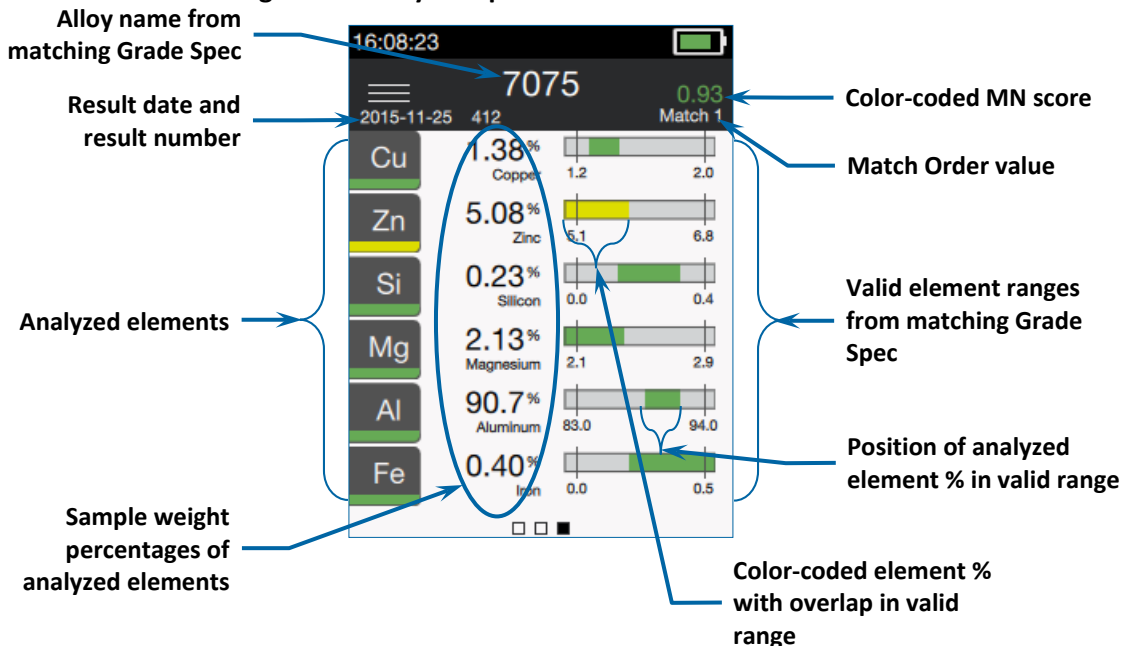 Alloy name from
matching Grade Spec
Result date and
result number
Analyzed elements
Sample weight
percentages of
analyzed elements
16:08:23
7075
0.93
2015-11-25 412 Match 1
Cu 1.38% Copper 1.2 2.0
Zn 5.08% Zinc 5.1 6.8
Si 0.23% Silicon 0.0 0.4
Mg 2.13% Magnesium 2.1 2.9
Al 90.7% Aluminum 83.0 94.0
Fe 0.40% Iron 0.0 0.5
Color-coded MN score
Match Order value
Valid element ranges
from matching Grade
Spec
Position of analyzed
element % in valid range
Color-coded element %
with overlap in valid
range